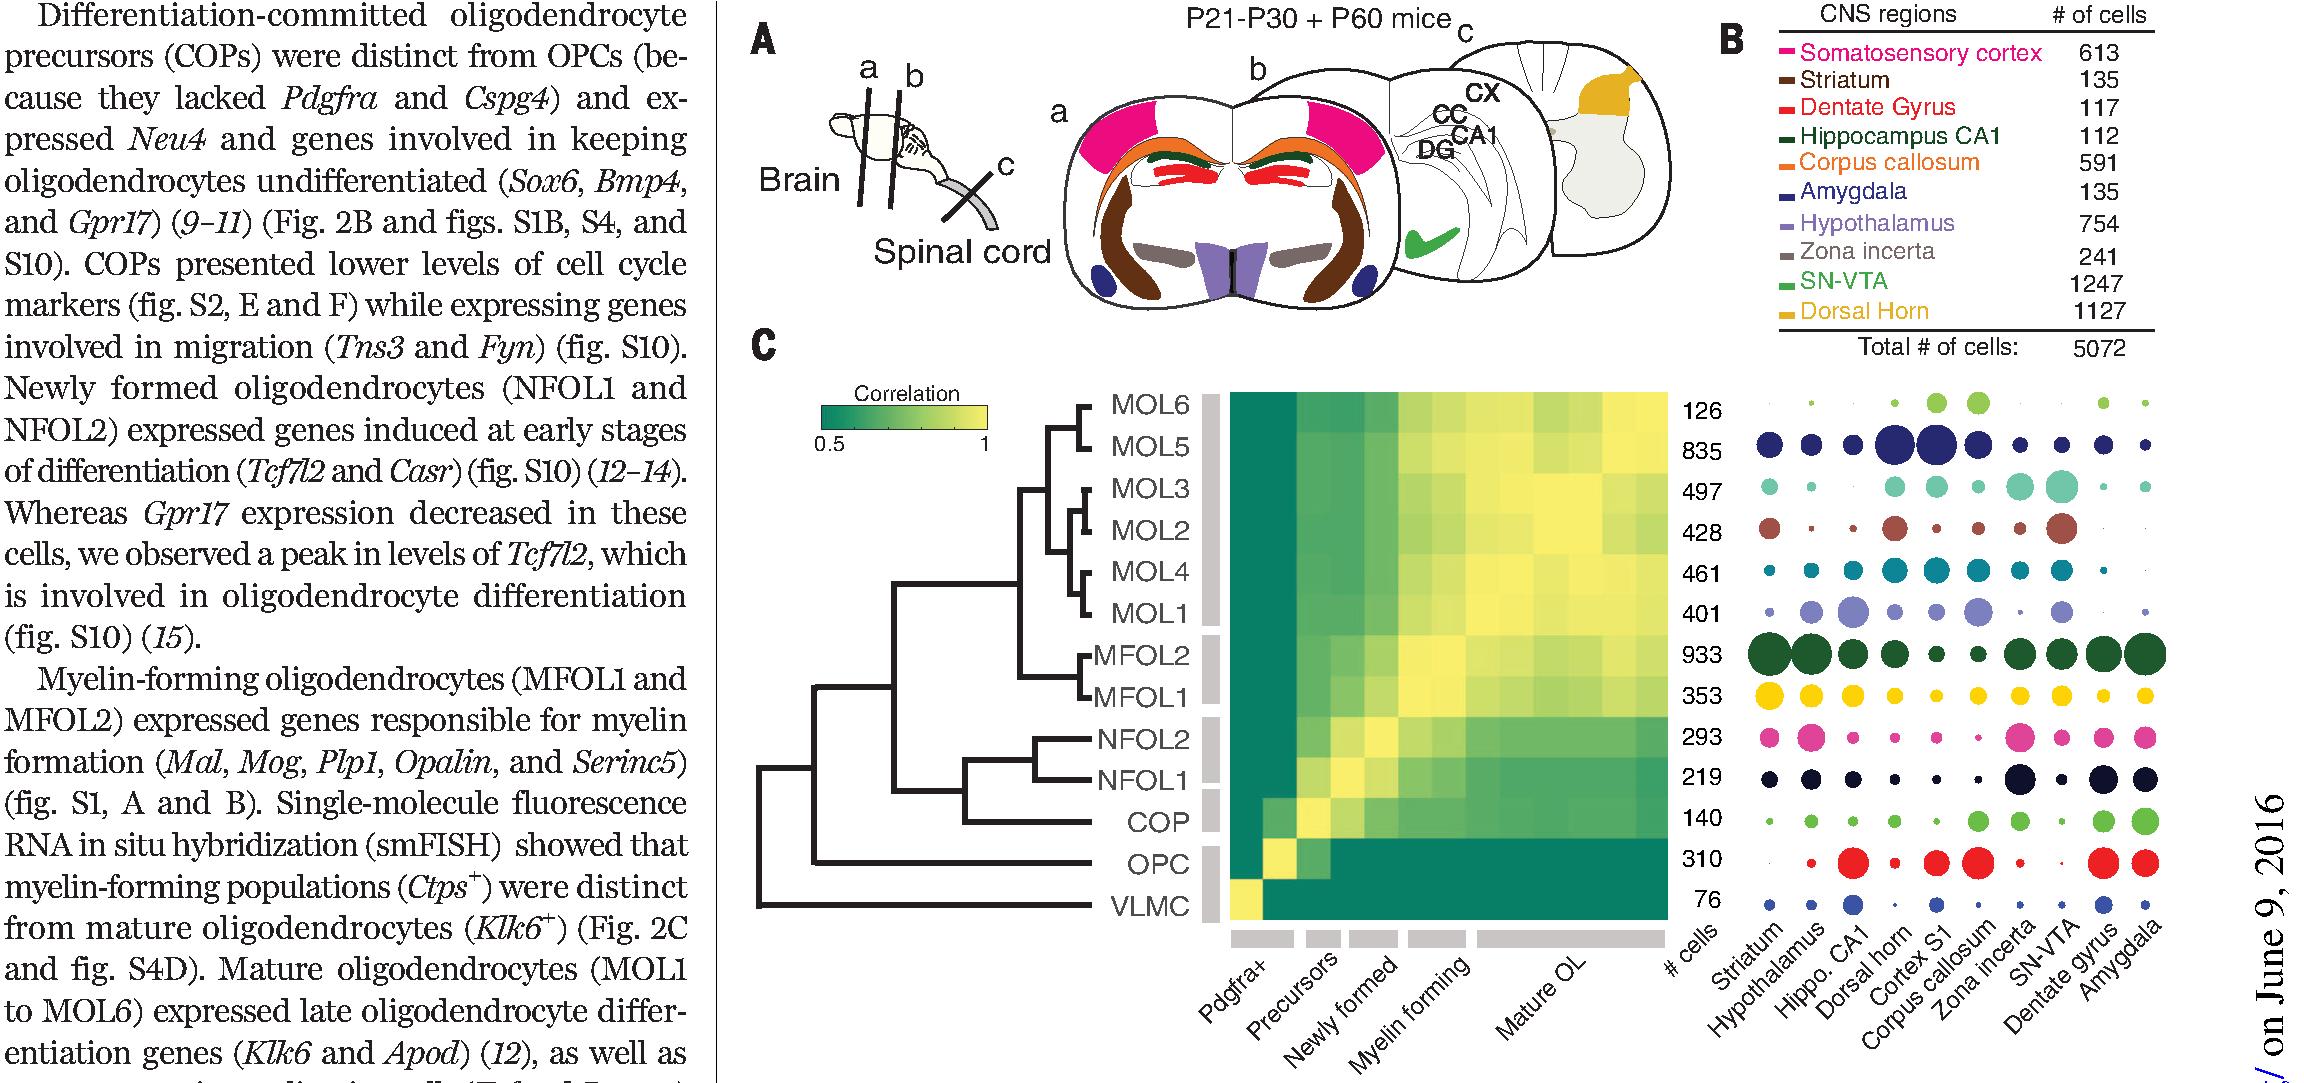 Differentiation-committed oligodendrocyte
precursors (COPs) were distinct from OPCs (be-
cause they lacked Pdgfra and Cspg4) and ex-
pressed Neu4 and genes involved in keeping
oligodendrocytes undifferentiated (Sox6, Bmp4,
and Gpr17) (9–11) (Fig. 2B and figs. S1B, S4, and
S10). COPs presented lower levels of cell cycle
markers (fig. S2, E and F) while expressing genes
involved in migration (Tns3 and Fyn) (fig. S10).
Newly formed oligodendrocytes (NFOL1 and
NFOL2) expressed genes induced at early stages
of differentiation (Tcf7l2 and Casr) (fig. S10) (12–14).
Whereas Gpr17 expression decreased in these
cells, we observed a peak in levels of Tcf7l2, which
is involved in oligodendrocyte differentiation
(fig. S10) (15).
Myelin-forming oligodendrocytes (MFOL1 and
MFOL2) expressed genes responsible for myelin
formation (Mal, Mog, Plp1, Opalin, and Serinc5)
(fig. S1, A and B). Single-molecule fluorescence
RNA in situ hybridization (smFISH) showed that
myelin-forming populations (Ctps+) were distinct
from mature oligodendrocytes (Klk6+) (Fig. 2C
and fig. S4D). Mature oligodendrocytes (MOL1
to MOL6) expressed late oligodendrocyte differ-
entiation genes (Klk6 and Apod) (12), as well as
A
P21-P30 + P60 mice
a
b
c
Brain
Spinal cord
a
b
c
CX
CC
CA1
DG
B
CNS regions # of cells
Somatosensory cortex 613
Striatum 135
Dentate Gyrus 117
Hippocampus CA1 112
Corpus callosum 591
Amygdala 135
Hypothalamus 754
Zona incerta 241
SN-VTA 1247
Dorsal Horn 1127
Total # of cells: 5072
C
Correlation
0.5 1
MOL6 126
MOL5 835
MOL3 497
MOL2 428
MOL4 461
MOL1 401
MFOL2 933
MFOL1 353
NFOL2 293
NFOL1 219
COP 140
OPC 310
VLMC 76
Pdgfra+
Precursors
Newly formed
Myelin forming
Mature OL
# cells
Striatum
Hypothalamus
Hippo. CA1
Dorsal horn
Cortex S1
Corpus callosum
Zona incerta
SN-VTA
Dentate gyrus
Amygdala
/ on June 9, 2016